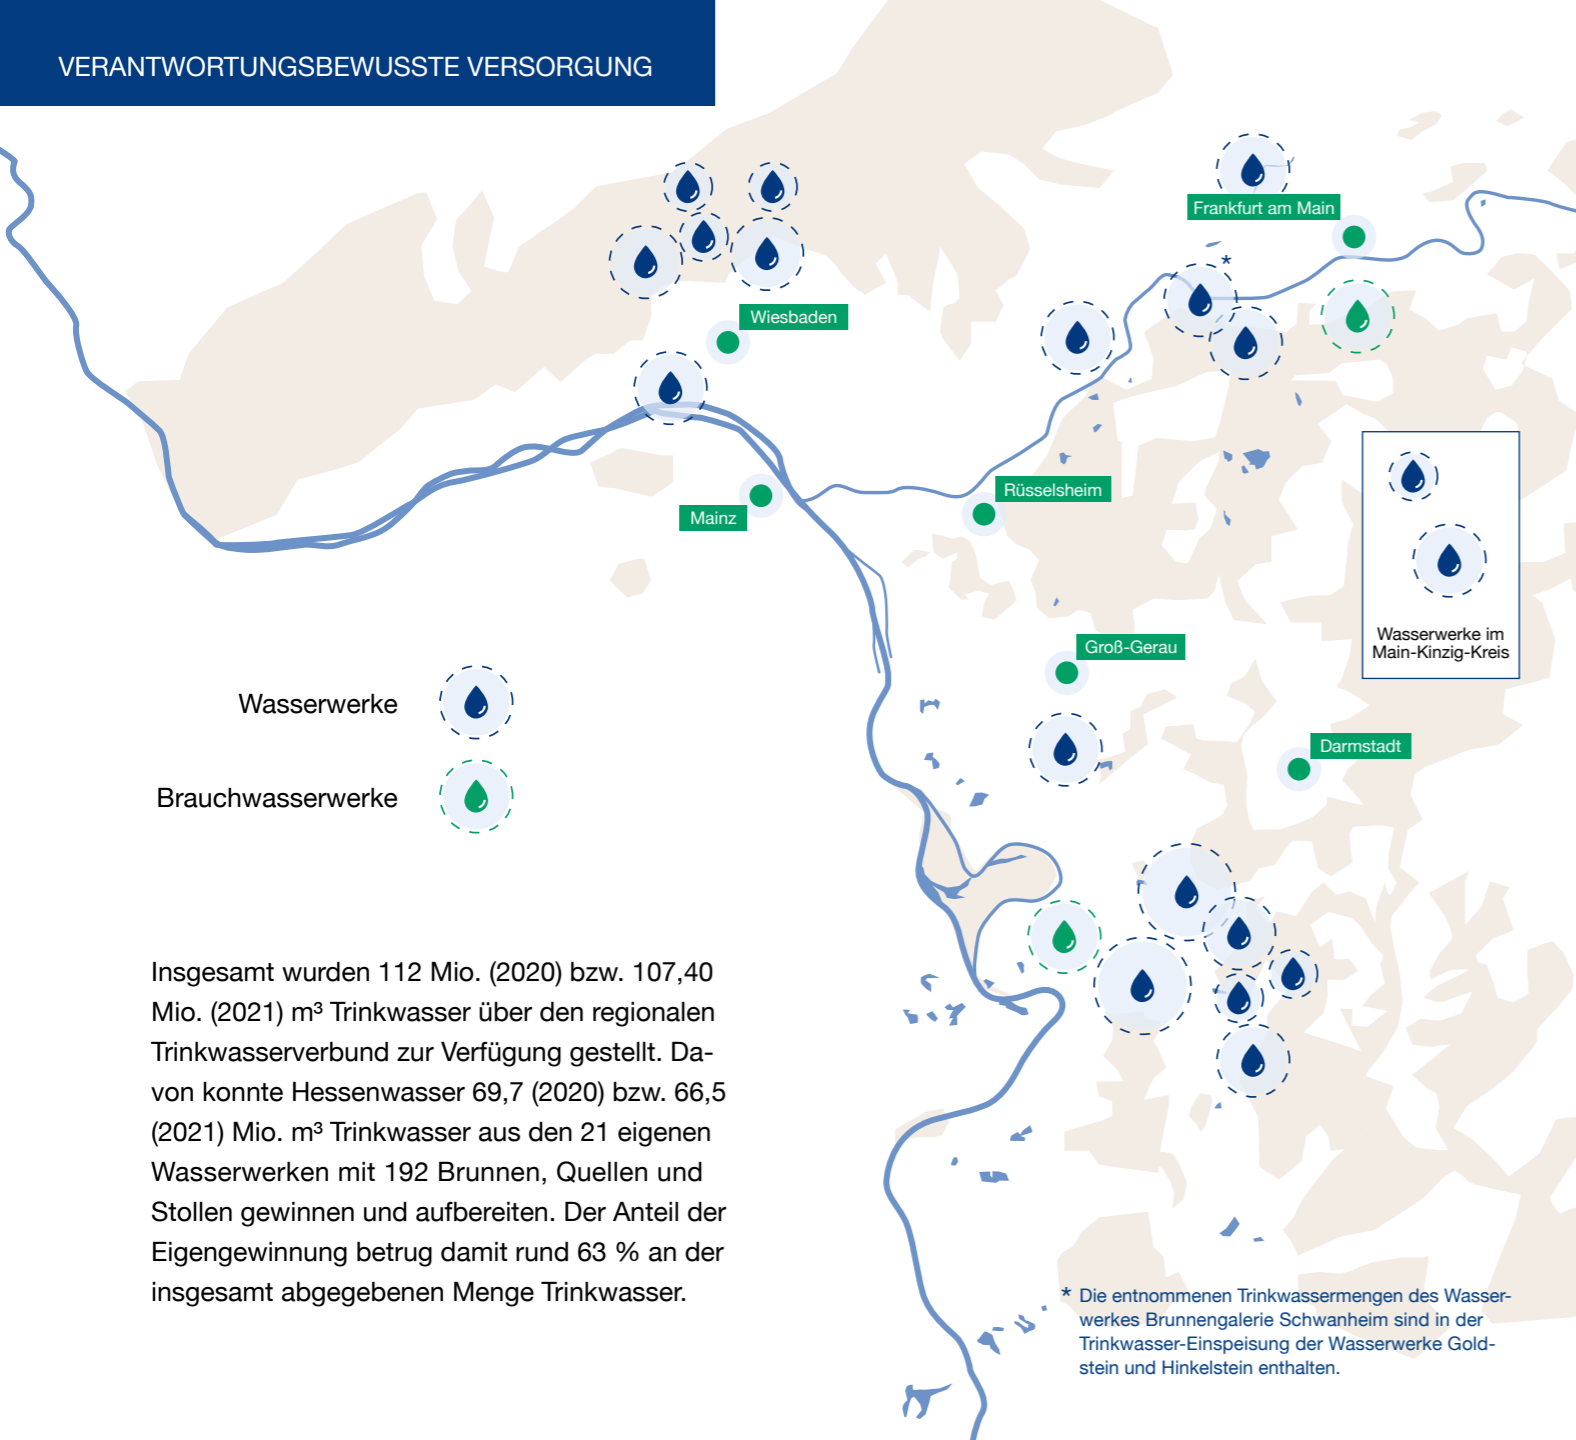 VERANTWORTUNGSBEWUSSTE VERSORGUNG
Frankfurt am Main
*
Wiesbaden
Rüsselsheim
Mainz
Wasserwerke im
Main-Kinzig-Kreis
Groß-Gerau
Darmstadt
Wasserwerke
Brauchwasserwerke
Insgesamt wurden 112 Mio. (2020) bzw. 107,40
Mio. (2021) m³ Trinkwasser über den regionalen
Trinkwasserverbund zur Verfügung gestellt. Da-
von konnte Hessenwasser 69,7 (2020) bzw. 66,5
(2021) Mio. m³ Trinkwasser aus den 21 eigenen
Wasserwerken mit 192 Brunnen, Quellen und
Stollen gewinnen und aufbereiten. Der Anteil der
Eigengewinnung betrug damit rund 63 % an der
insgesamt abgegebenen Menge Trinkwasser.
* Die entnommenen Trinkwassermengen des Wasser-
werkes Brunnengalerie Schwanheim sind in der
Trinkwasser-Einspeisung der Wasserwerke Gold-
stein und Hinkelstein enthalten.